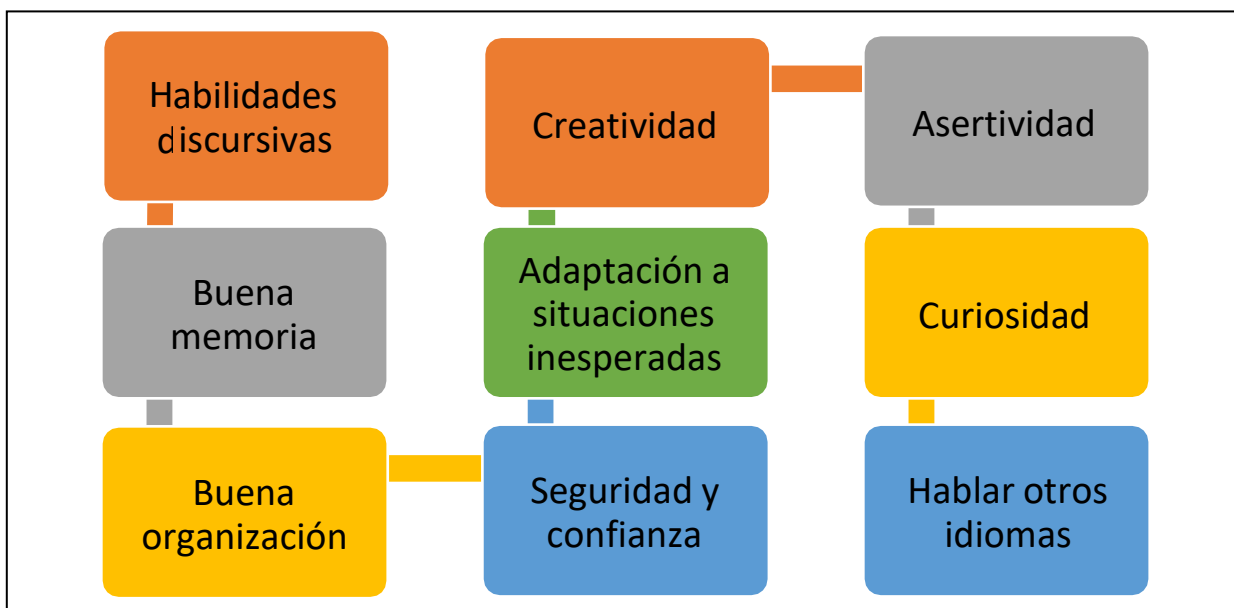 Habilidades
discursivas
Buena
memoria
Buena
organización
Seguridad y
confianza
Adaptación a
situaciones
inesperadas
Creatividad
Asertividad
Curiosidad
Hablar otros
idiomas